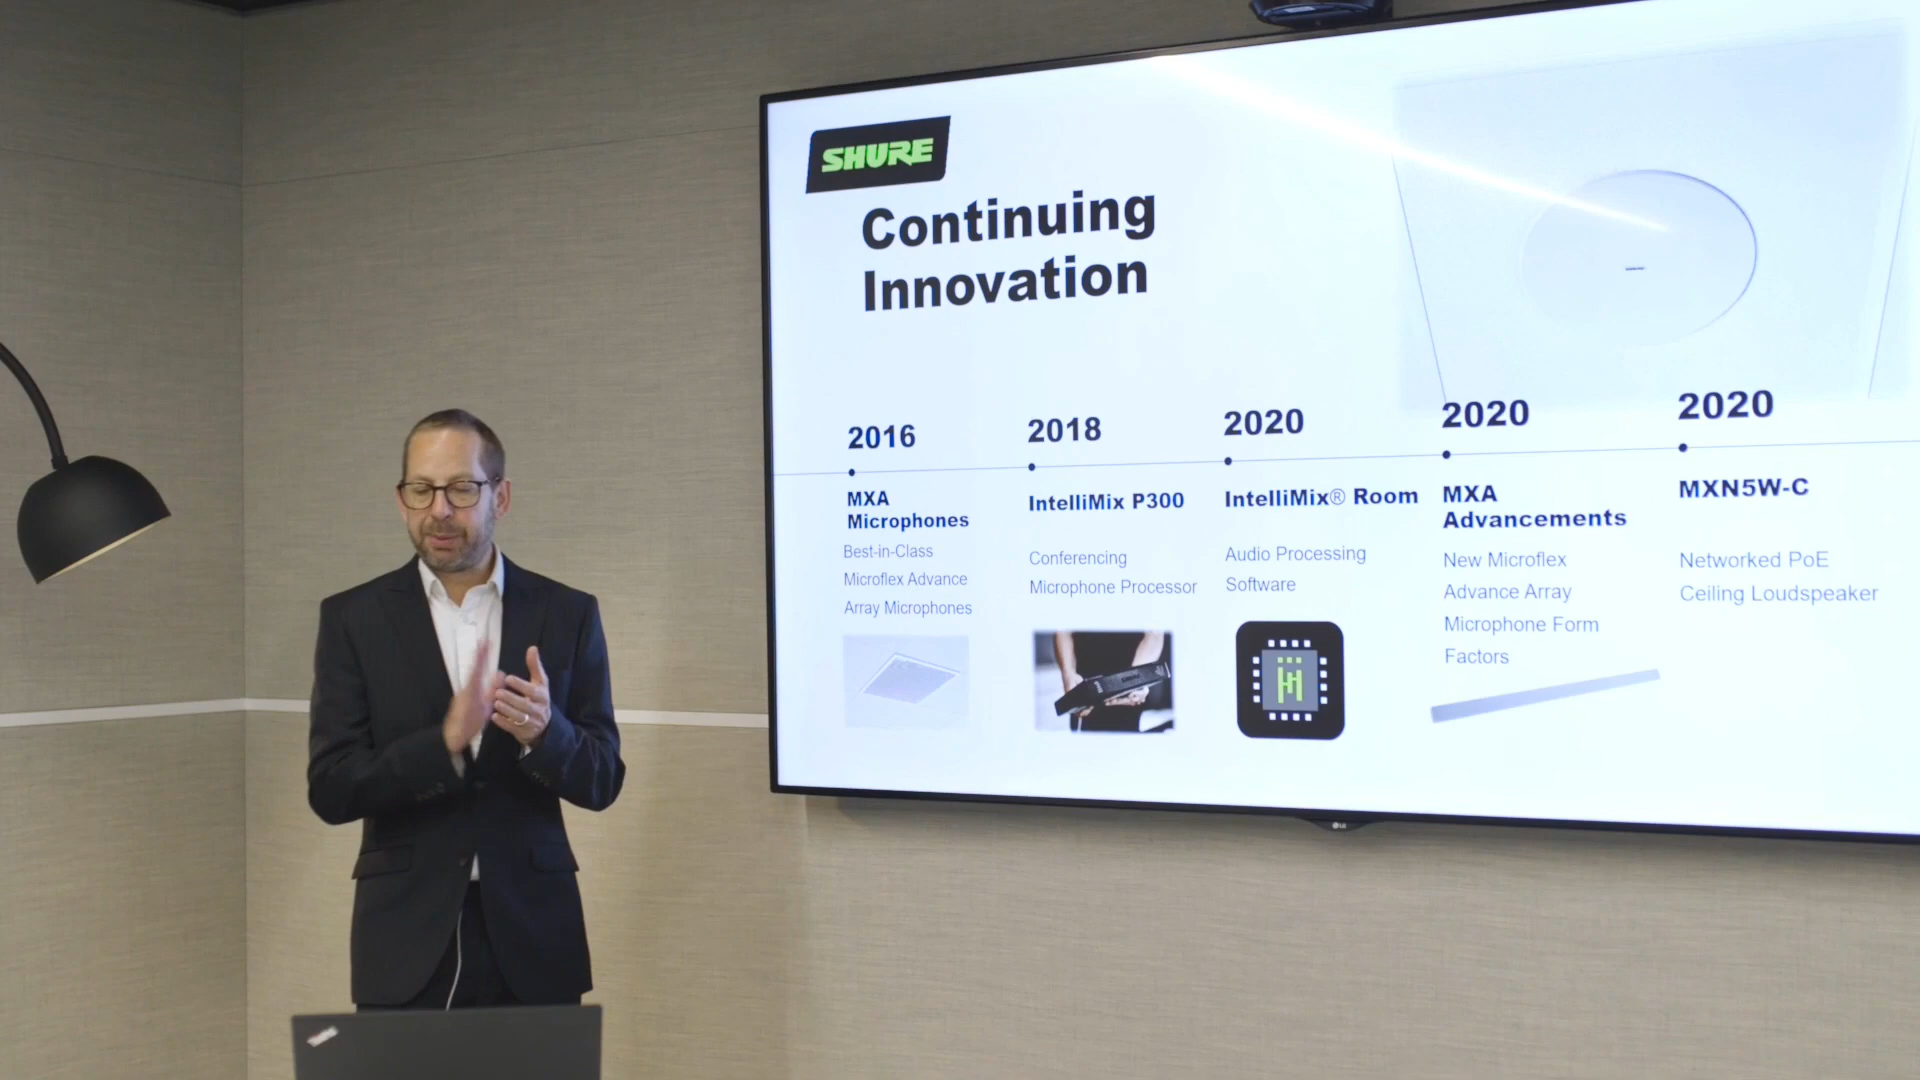 SHURE
Continuing
Innovation
2016
MXA
Microphones
Best-in-Class
Microflex Advance
Array Microphones
2018
IntelliMix P300
Conferencing
Microphone Processor
2020
IntelliMix® Room
Audio Processing
Software
2020
MXA
Advancements
New Microflex
Advance Array
Microphone Form
Factors
2020
MXN5W-C
Networked PoE
Ceiling Loudspeaker
LG